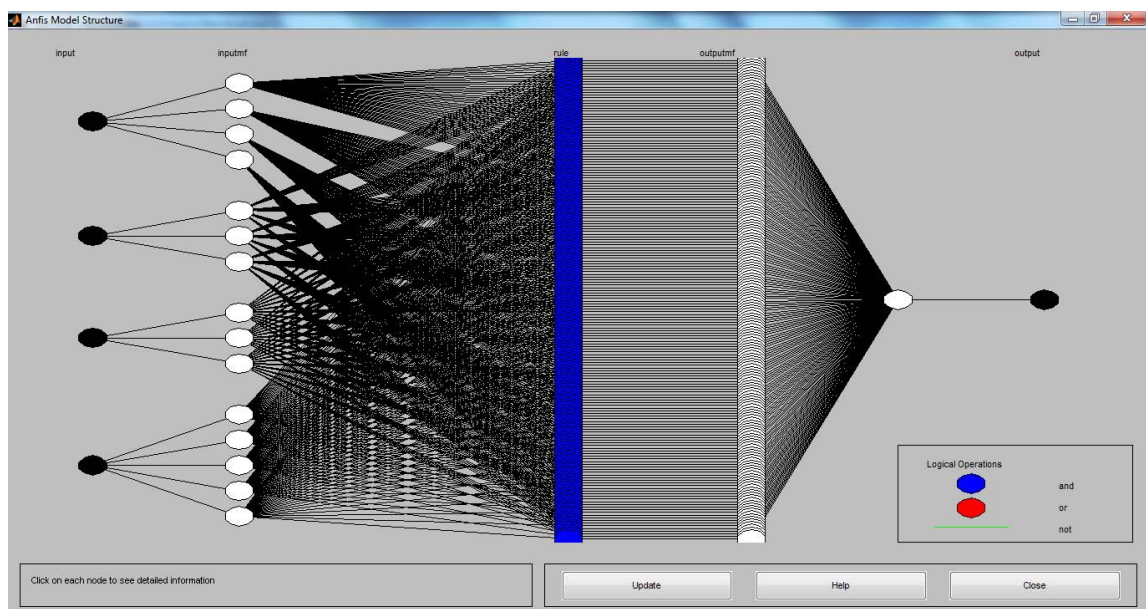 Anfis Model Structure
input inputmf rule outputmf output
Logical Operations
and
or
not
Click on each node to see detailed information
Update Help Close